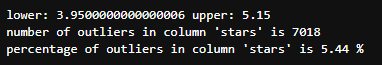 lower: 3.9500000000000006 upper: 5.15
number of outliers in column 'stars' is 7018
percentage of outliers in column 'stars' is 5.44 %